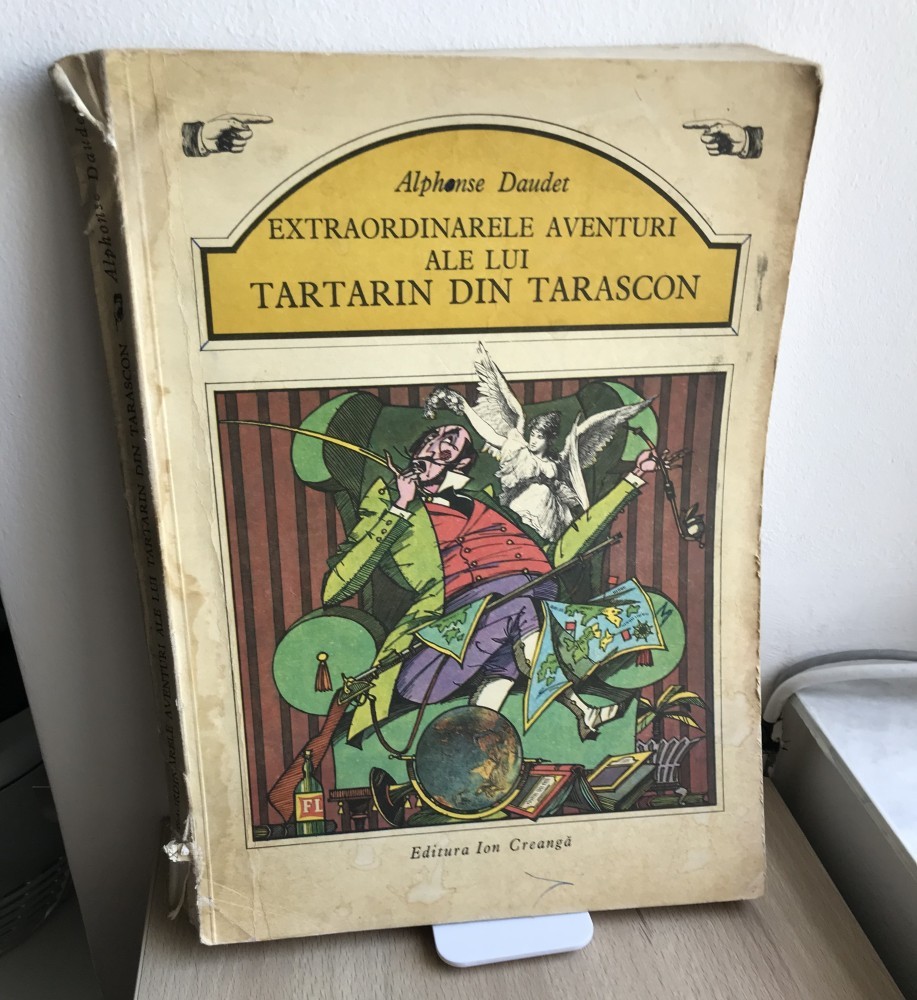 Alphonse Daudet
EXTRAORDINARELE AVENTURI
ALE LUI
TARTARIN DIN TARASCON
FL
Editura Ion Creangă
Alphonse Daudet EXTRAORDINARELE AVENTURI ALE LUI TARTARIN DIN TARASCON